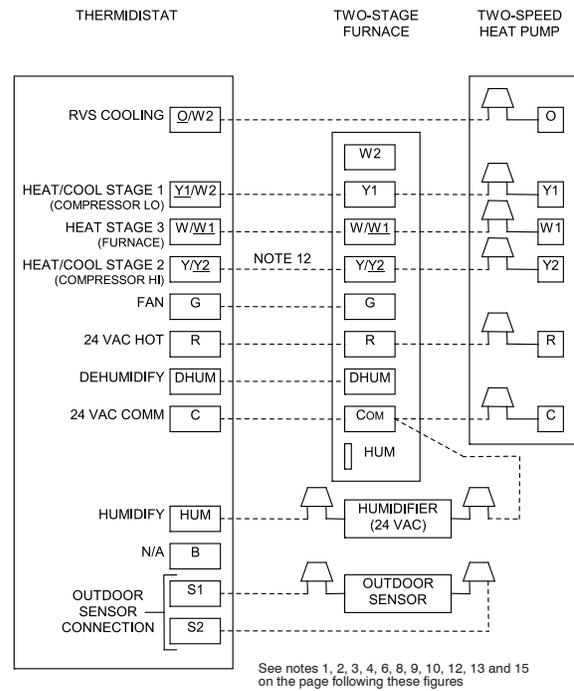 THERMIDISTAT
TWO-STAGE
FURNACE
TWO-SPEED
HEAT PUMP
RVS COOLING O/W2 O
W2
HEAT/COOL STAGE 1 Y1/W2 Y1 Y1
(COMPRESSOR LO)
HEAT STAGE 3 W/W1 W/W1 W1
(FURNACE)
NOTE 12
HEAT/COOL STAGE 2 Y/Y2 Y/Y2 Y2
(COMPRESSOR HI)
FAN G G
24 VAC HOT R R R
DEHUMIDIFY DHUM DHUM
24 VAC COMM C COM C
HUM
HUMIDIFY HUM HUMIDIFIER
(24 VAC)
N/A B
OUTDOOR
SENSOR
CONNECTION
S1
S2
OUTDOOR
SENSOR
See notes 1, 2, 3, 4, 6, 8, 9, 10, 12, 13 and 15
on the page following these figures